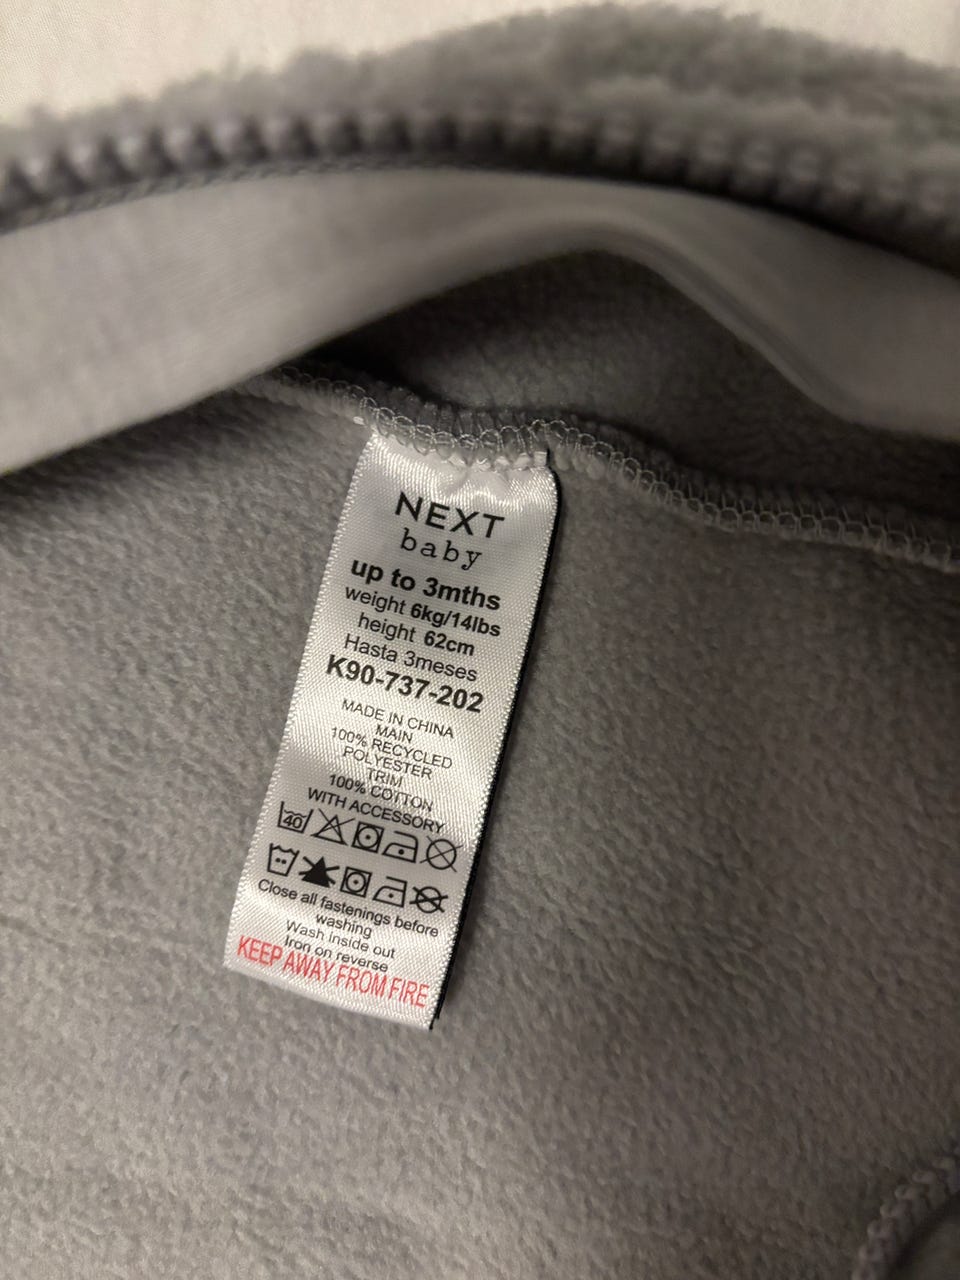 NEXT
baby
up to 3mths
weight 6kg/14lbs
height 62cm
Hasta 3meses
K90-737-202
MADE IN CHINA
MAIN
100% RECYCLED
POLYESTER
TRIM
100% COTTON
WITH ACCESSORY
40
Close all fastenings before
washing
Wash inside out
Iron on reverse
KEEP AWAY FROM FIRE